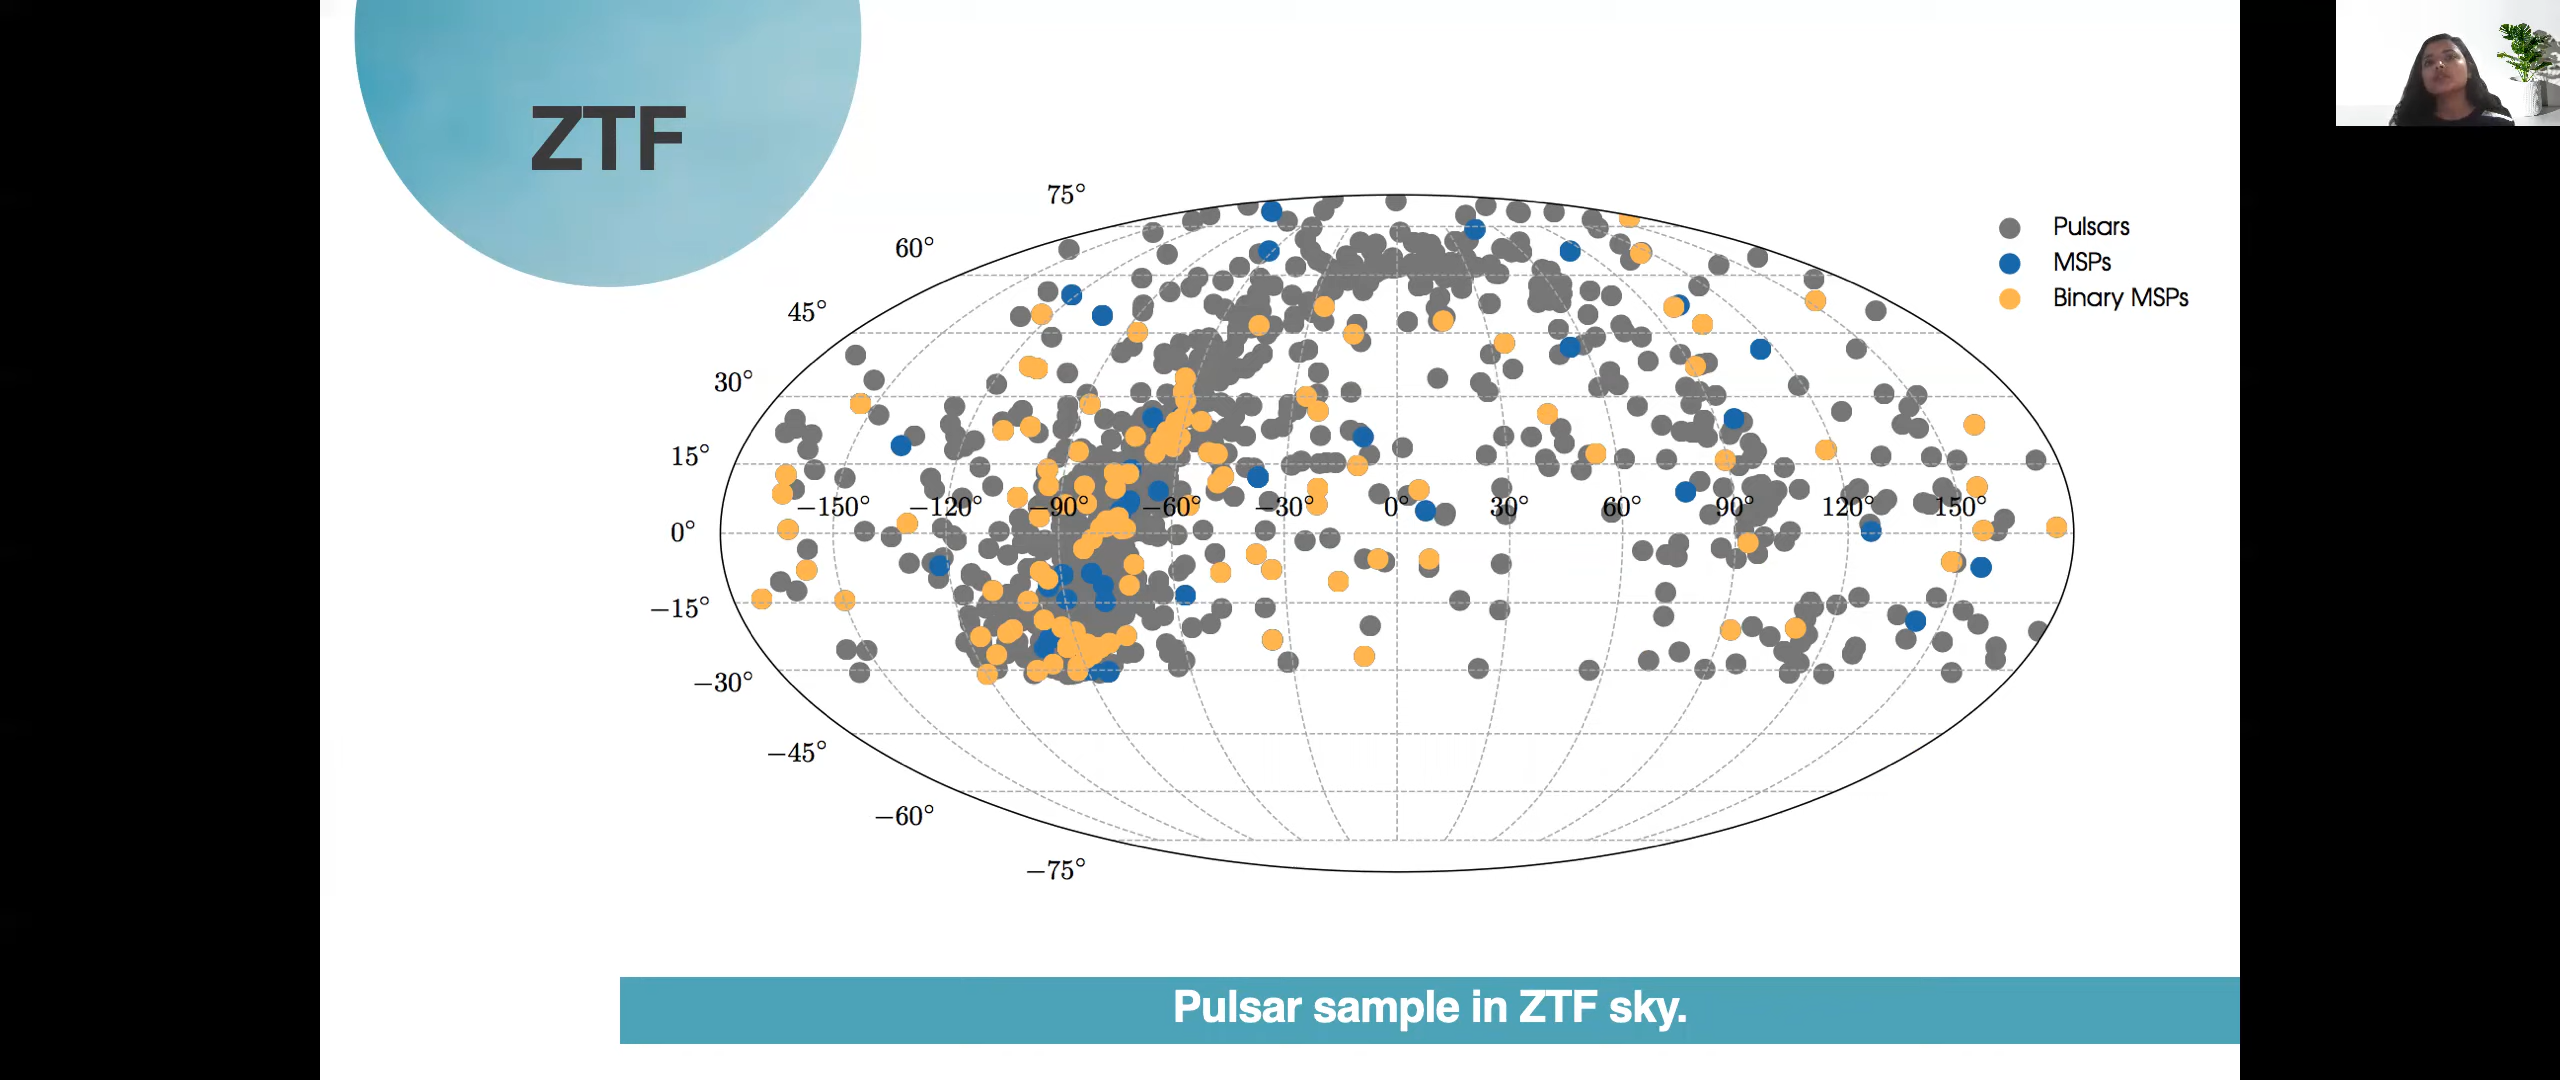 ZTF
75°
60°
45°
30°
15°
0°
−15°
−30°
−45°
−60°
−75°
−150° −120° −90° −60° −30° 0° 30° 60° 90° 120° 150°
Pulsars
MSPs
Binary MSPs
Pulsar sample in ZTF sky.